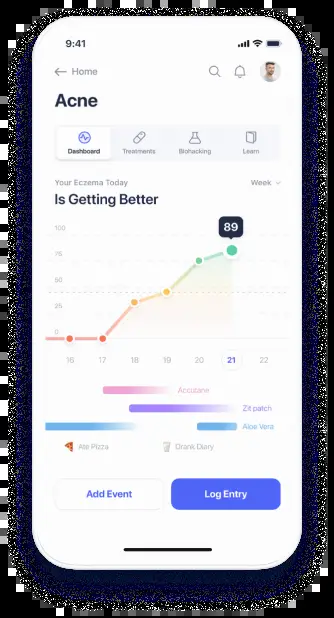 9:41
Home
Acne
Dashboard Treatments Biohacking Learn
Your Eczema Today Week
Is Getting Better
100
89
75
50
25
0
16 17 18 19 20 21 22
Accutane
Zit patch
Aloe Vera
Ate Pizza Drank Diary
Add Event Log Entry